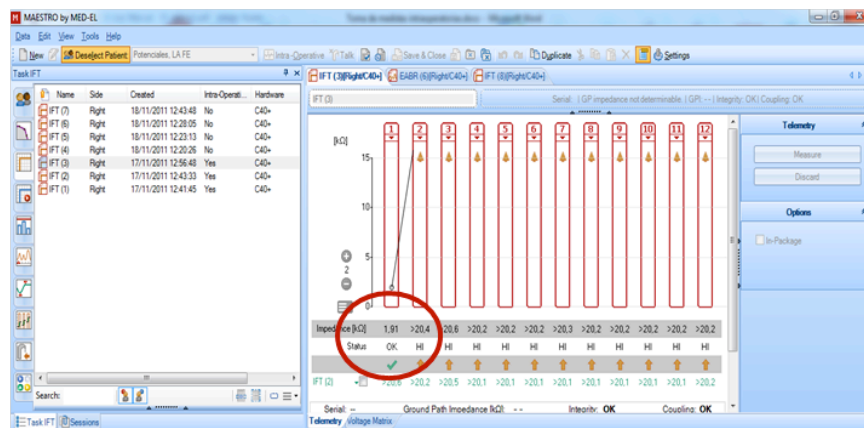 MAESTRO by MED-EL
Data Edit View Tools Help
New Deselect Patient Potenciales, LA FE Intra-Operative Talk Save & Close Duplicate Settings
Task IFT
IFT (3)[Right/C40+] EABR (6)[Right/C40+] IFT (8)[Right/C40+]
Name Side Created Intra-Operati... Hardware
IFT (7) Right 18/11/2011 12:43:48 No C40+
IFT (6) Right 18/11/2011 12:28:05 No C40+
IFT (5) Right 18/11/2011 12:23:13 No C40+
IFT (4) Right 18/11/2011 12:20:26 No C40+
IFT (3) Right 17/11/2011 12:56:48 Yes C40+
IFT (2) Right 17/11/2011 12:43:33 Yes C40+
IFT (1) Right 17/11/2011 12:41:45 Yes C40+
Search:
Task IFT Sessions
IFT (3)
Serial: | GP impedance not determinable. | GPI: -- | Integrity: OK | Coupling: OK
[kΩ] 1 2 3 4 5 6 7 8 9 10 11 12
15
10
5
0
2
Impedance [kΩ] 1,91 >20,4 >20,6 >20,2 >20,2 >20,2 >20,3 >20,2 >20,2 >20,2 >20,2 >20,2
Status OK HI HI HI HI HI HI HI HI HI HI HI
IFT (2) >20,6 >20,2 >20,5 >20,1 >20,1 >20,1 >20,1 >20,1 >20,1 >20,1 >20,1 >20,2
Serial: -- Ground Path Impedance [kΩ]: -- Integrity: OK Coupling: OK
Telemetry Voltage Matrix
Telemetry
Measure
Discard
Options
In-Package